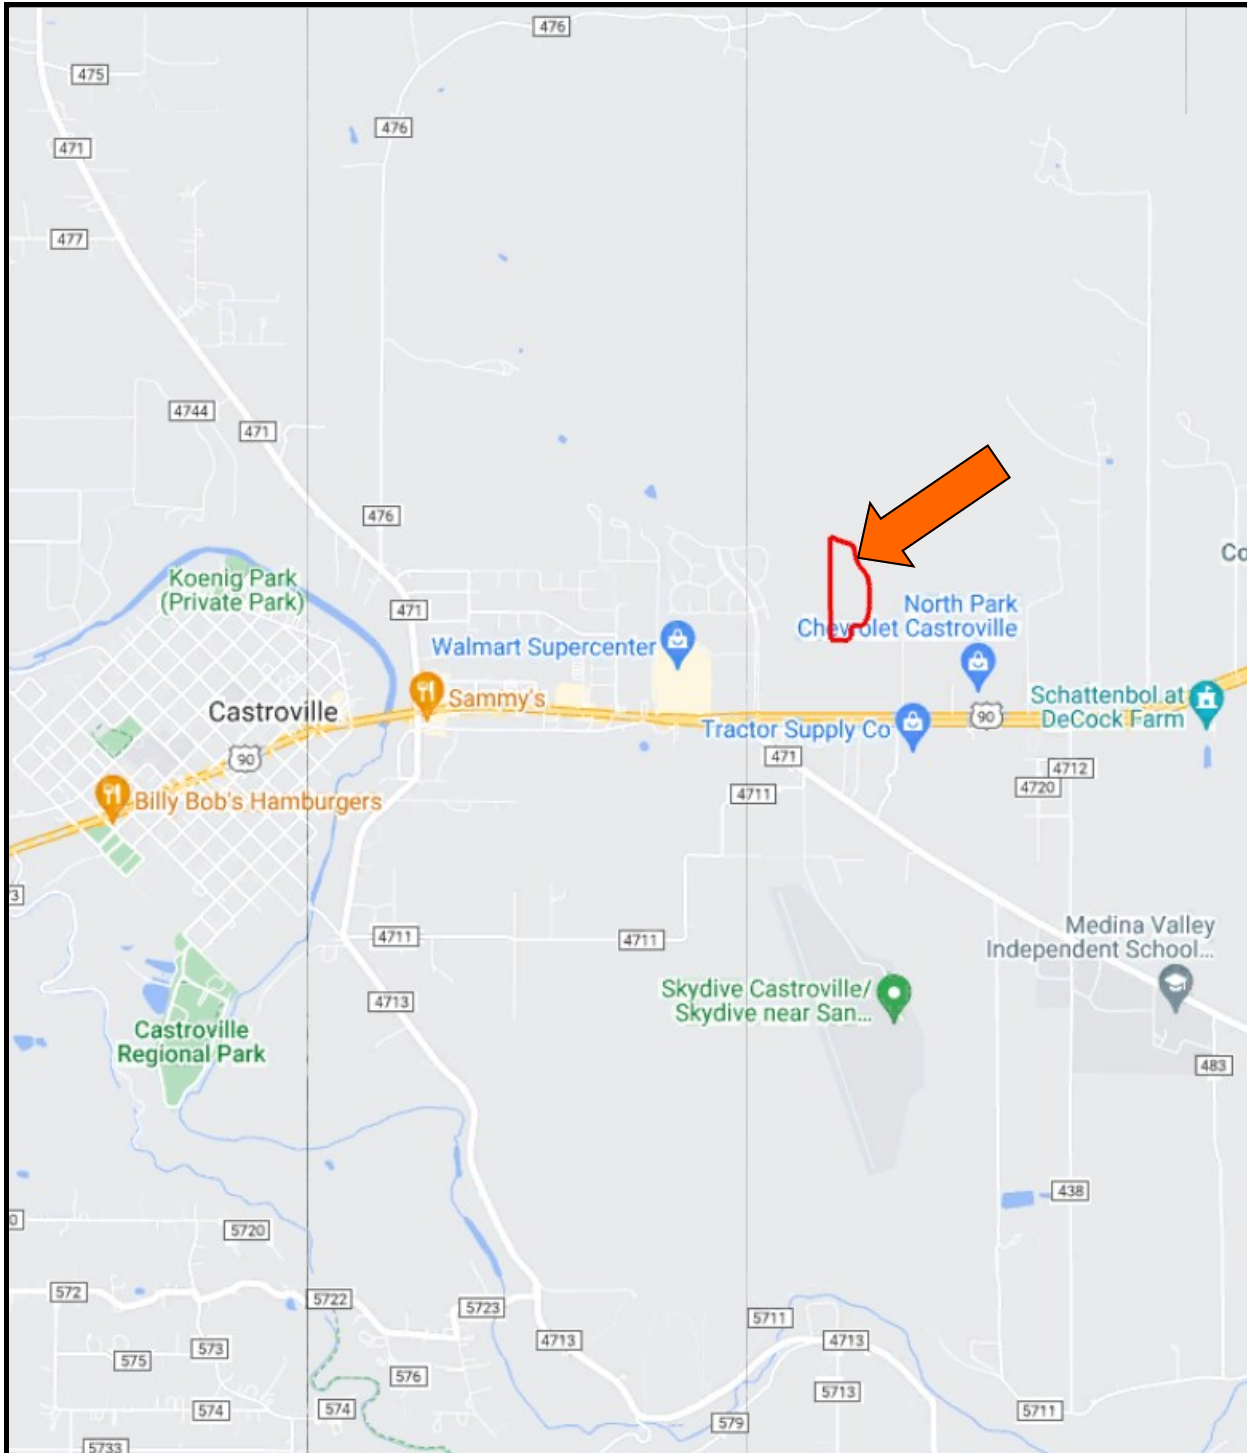 476
475
476
471
477
4744
471
476
Koenig Park
(Private Park)
471
Co
North Park
Chevrolet Castroville
Walmart Supercenter
Sammy's
Castroville
Schattenbol at
DeCock Farm
90
Tractor Supply Co
90
471
4712
4720
4711
Billy Bob's Hamburgers
3
4711
4711
Medina Valley
Independent School...
Skydive Castroville/
Skydive near San...
4713
Castroville
Regional Park
483
438
0
5720
572
5722
5723
5711
4713
4713
573
575
576
5713
574
574
579
5711
5733